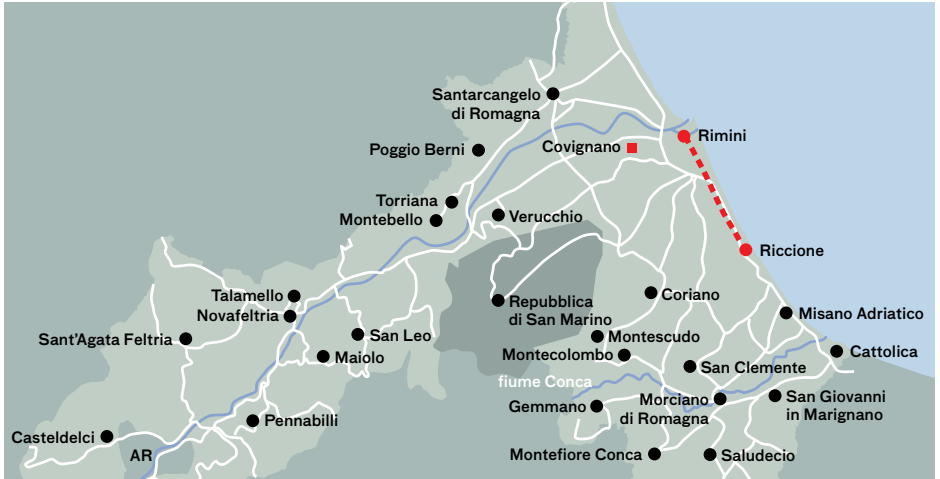 Santarcangelo
di Romagna
Rimini
Covignano
Poggio Berni
Torriana
Montebello
Verucchio
Riccione
Talamello
Novafeltria
Repubblica
di San Marino
Coriano
Misano Adriatico
Sant'Agata Feltria
San Leo
Maiolo
Montescudo
Montecolombo
Cattolica
San Clemente
fiume Conca
Gemmano
Morciano
di Romagna
San Giovanni
in Marignano
Pennabilli
Casteldelci
AR
Montefiore Conca
Saludecio